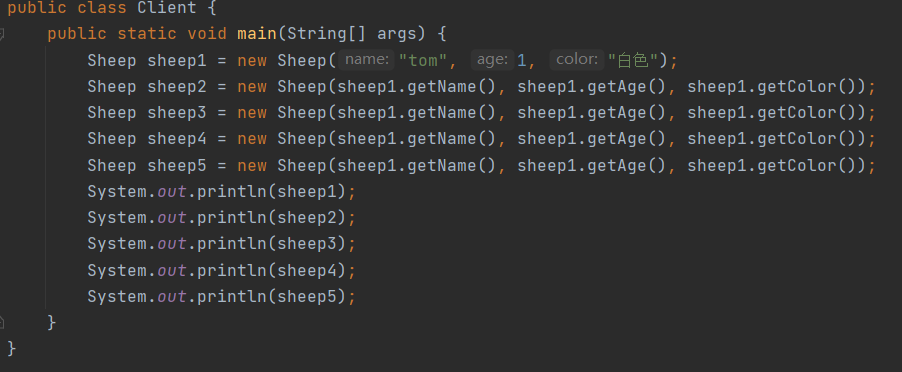 public class Client {
public static void main(String[] args) {
Sheep sheep1 = new Sheep( name: "tom", age: 1, color: "白色");
Sheep sheep2 = new Sheep(sheep1.getName(), sheep1.getAge(), sheep1.getColor());
Sheep sheep3 = new Sheep(sheep1.getName(), sheep1.getAge(), sheep1.getColor());
Sheep sheep4 = new Sheep(sheep1.getName(), sheep1.getAge(), sheep1.getColor());
Sheep sheep5 = new Sheep(sheep1.getName(), sheep1.getAge(), sheep1.getColor());
System.out.println(sheep1);
System.out.println(sheep2);
System.out.println(sheep3);
System.out.println(sheep4);
System.out.println(sheep5);
}
}